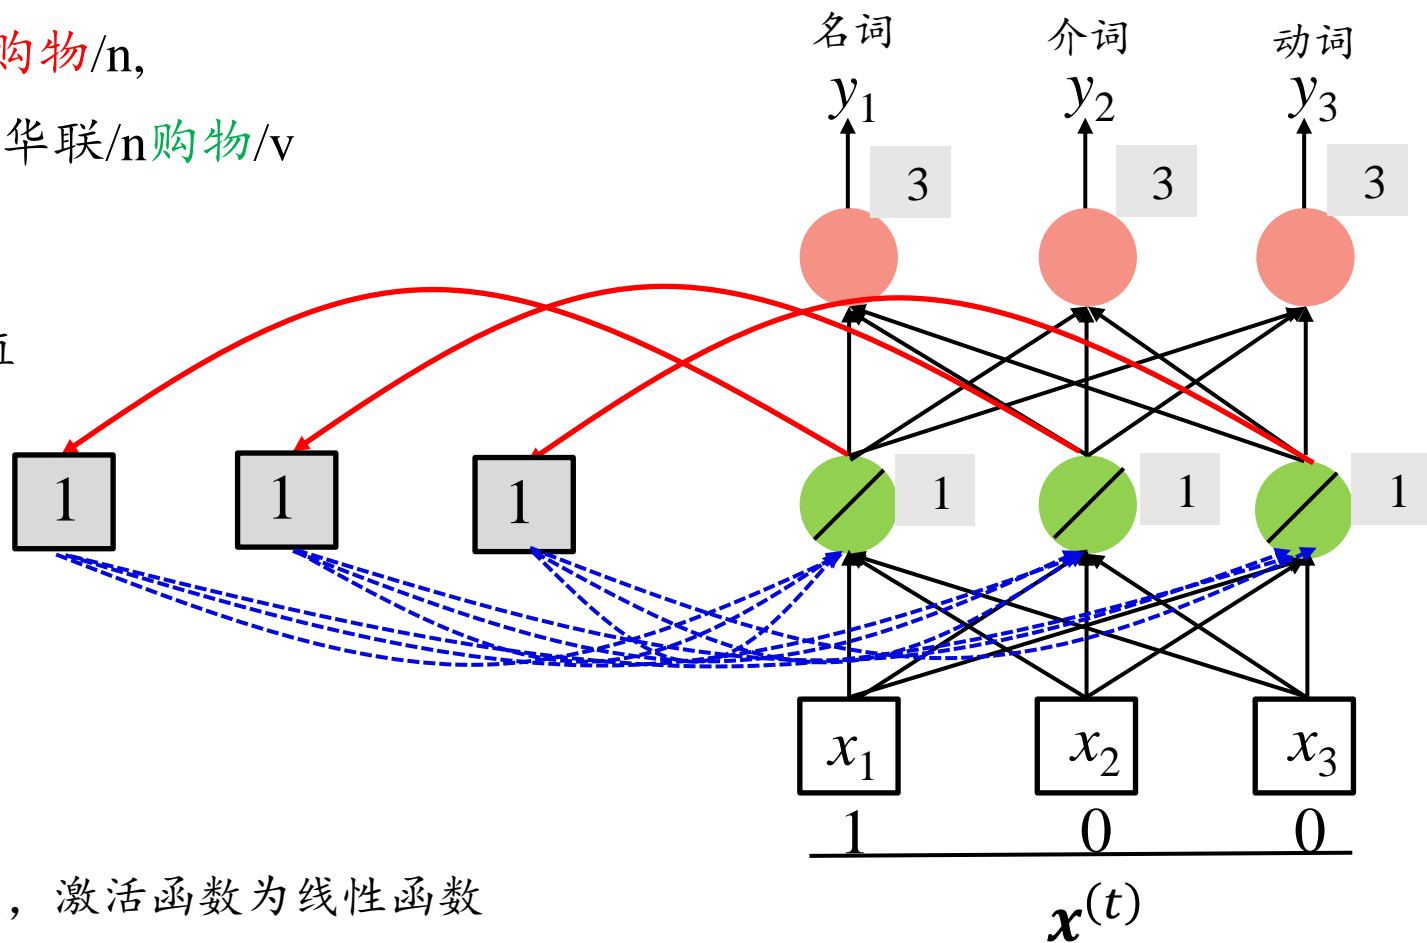 名词 介词 动词
购物/n,
y1 y2 y3
华联/n购物/v
3 3 3
1 1 1 1 1 1
x1 x2 x3
1 0 0
, 激活函数为线性函数
x(t)